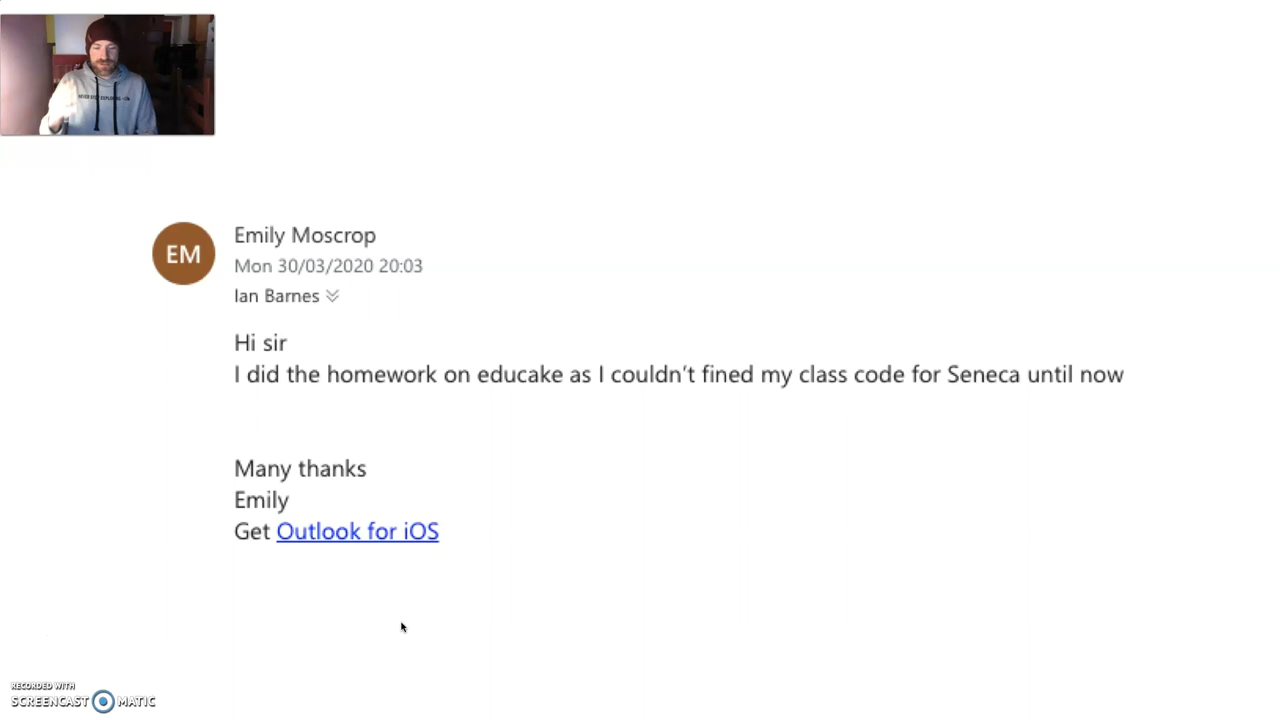 EM
Emily Moscrop
Mon 30/03/2020 20:03
Ian Barnes
Hi sir
I did the homework on educake as I couldn't fined my class code for Seneca until now
Many thanks
Emily
Get Outlook for iOS
RECORDED WITH
SCREENCAST MATIC